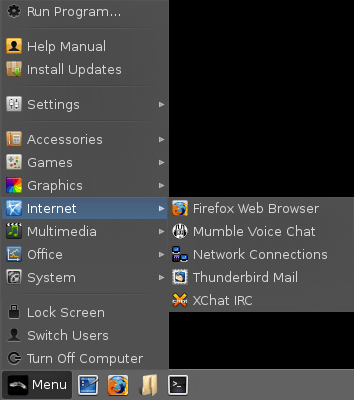 Run Program...
Help Manual
Install Updates
Settings
Accessories
Games
Graphics
Internet
Multimedia
Office
System
Lock Screen
Switch Users
Turn Off Computer
Firefox Web Browser
Mumble Voice Chat
Network Connections
Thunderbird Mail
XChat IRC
Menu